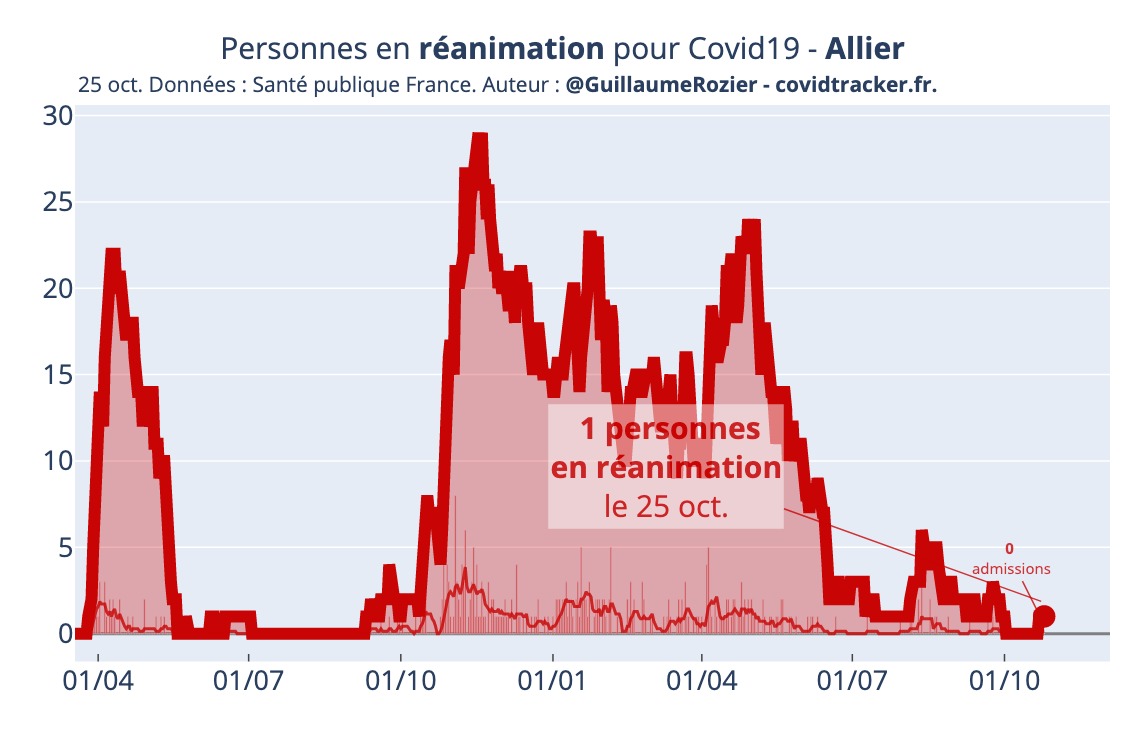 Personnes en réanimation pour Covid19 - Allier
25 oct. Données : Santé publique France. Auteur : @GuillaumeRozier - covidtracker.fr.
30
25
20
15
10
5
0
1 personnes
en réanimation
le 25 oct.
0
admissions
01/04
01/07
01/10
01/01
01/04
01/07
01/10